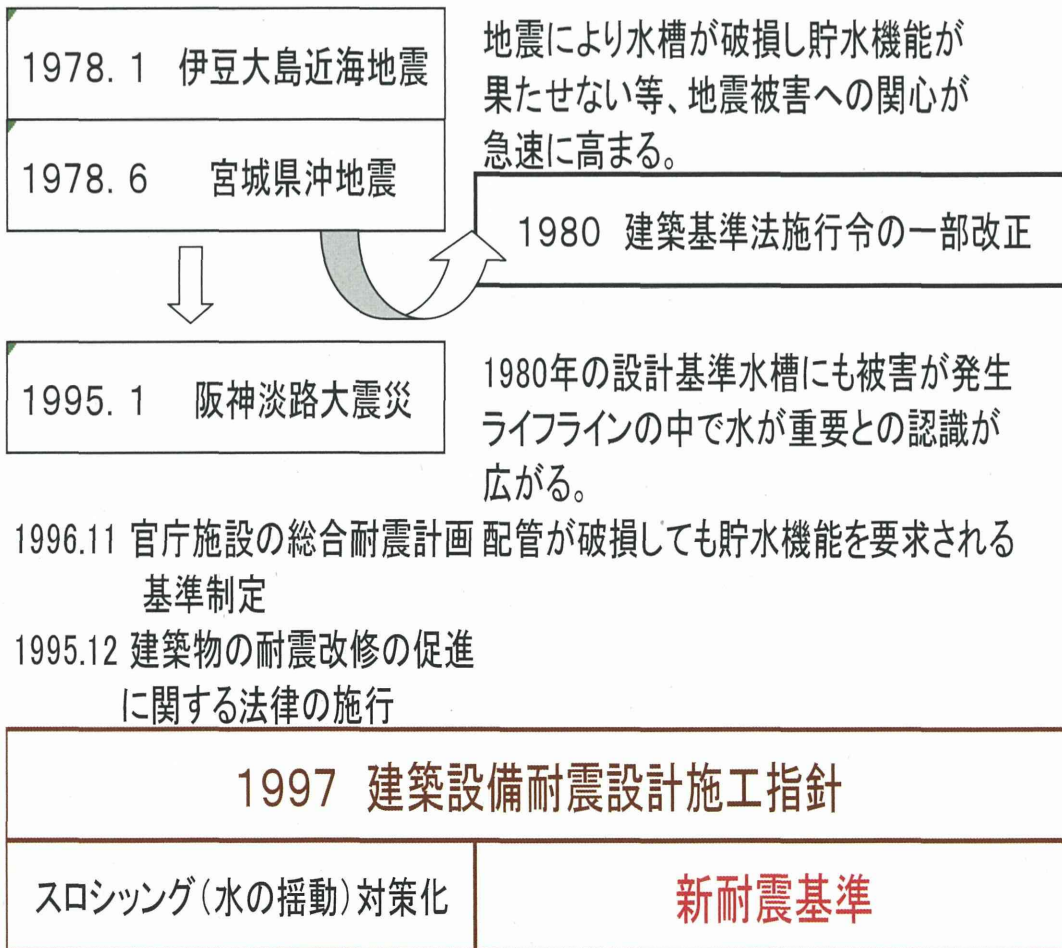 1978. 1 伊豆大島近海地震
地震により水槽が破損し貯水機能が
果たせない等、地震被害への関心が
急速に高まる。
1978. 6 宮城県沖地震
1980 建築基準法施行令の一部改正
1995. 1 阪神淡路大震災
1980年の設計基準水槽にも被害が発生
ライフラインの中で水が重要との認識が
広がる。
1996.11 官庁施設の総合耐震計画
基準制定
配管が破損しても貯水機能を要求される
1995.12 建築物の耐震改修の促進
に関する法律の施行
1997 建築設備耐震設計施工指針
スロシッング(水の揺動)対策化
新耐震基準